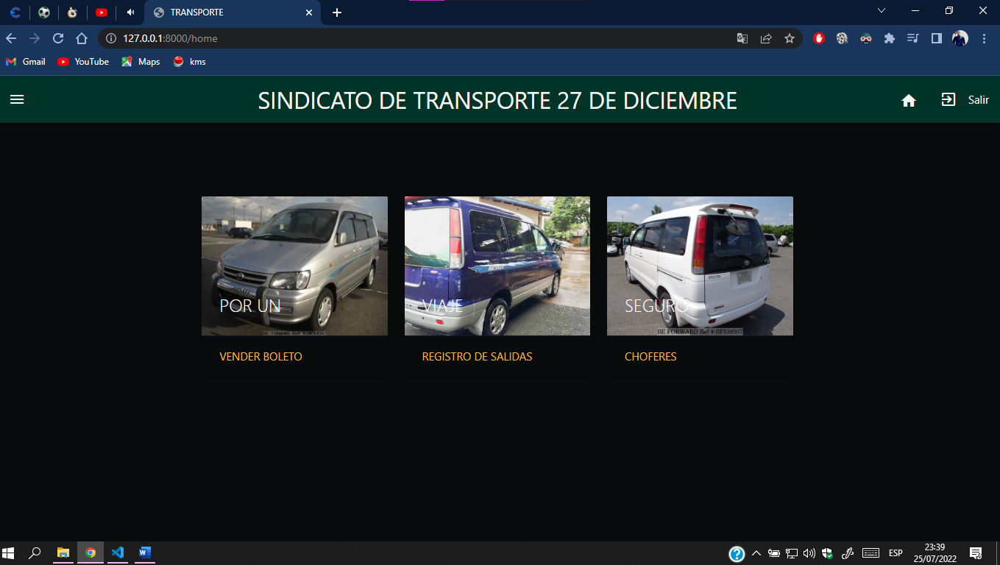 TRANSPORTE
127.0.0.1:8000/home
Gmail
YouTube
Maps
kms
SINDICATO DE TRANSPORTE 27 DE DICIEMBRE
Salir
POR UN
VIAJE
SEGURO
NOAH
BE FORWARD Ref #:BF538507
VENDER BOLETO
REGISTRO DE SALIDAS
CHOFERES
ESP
23:39
25/07/2022